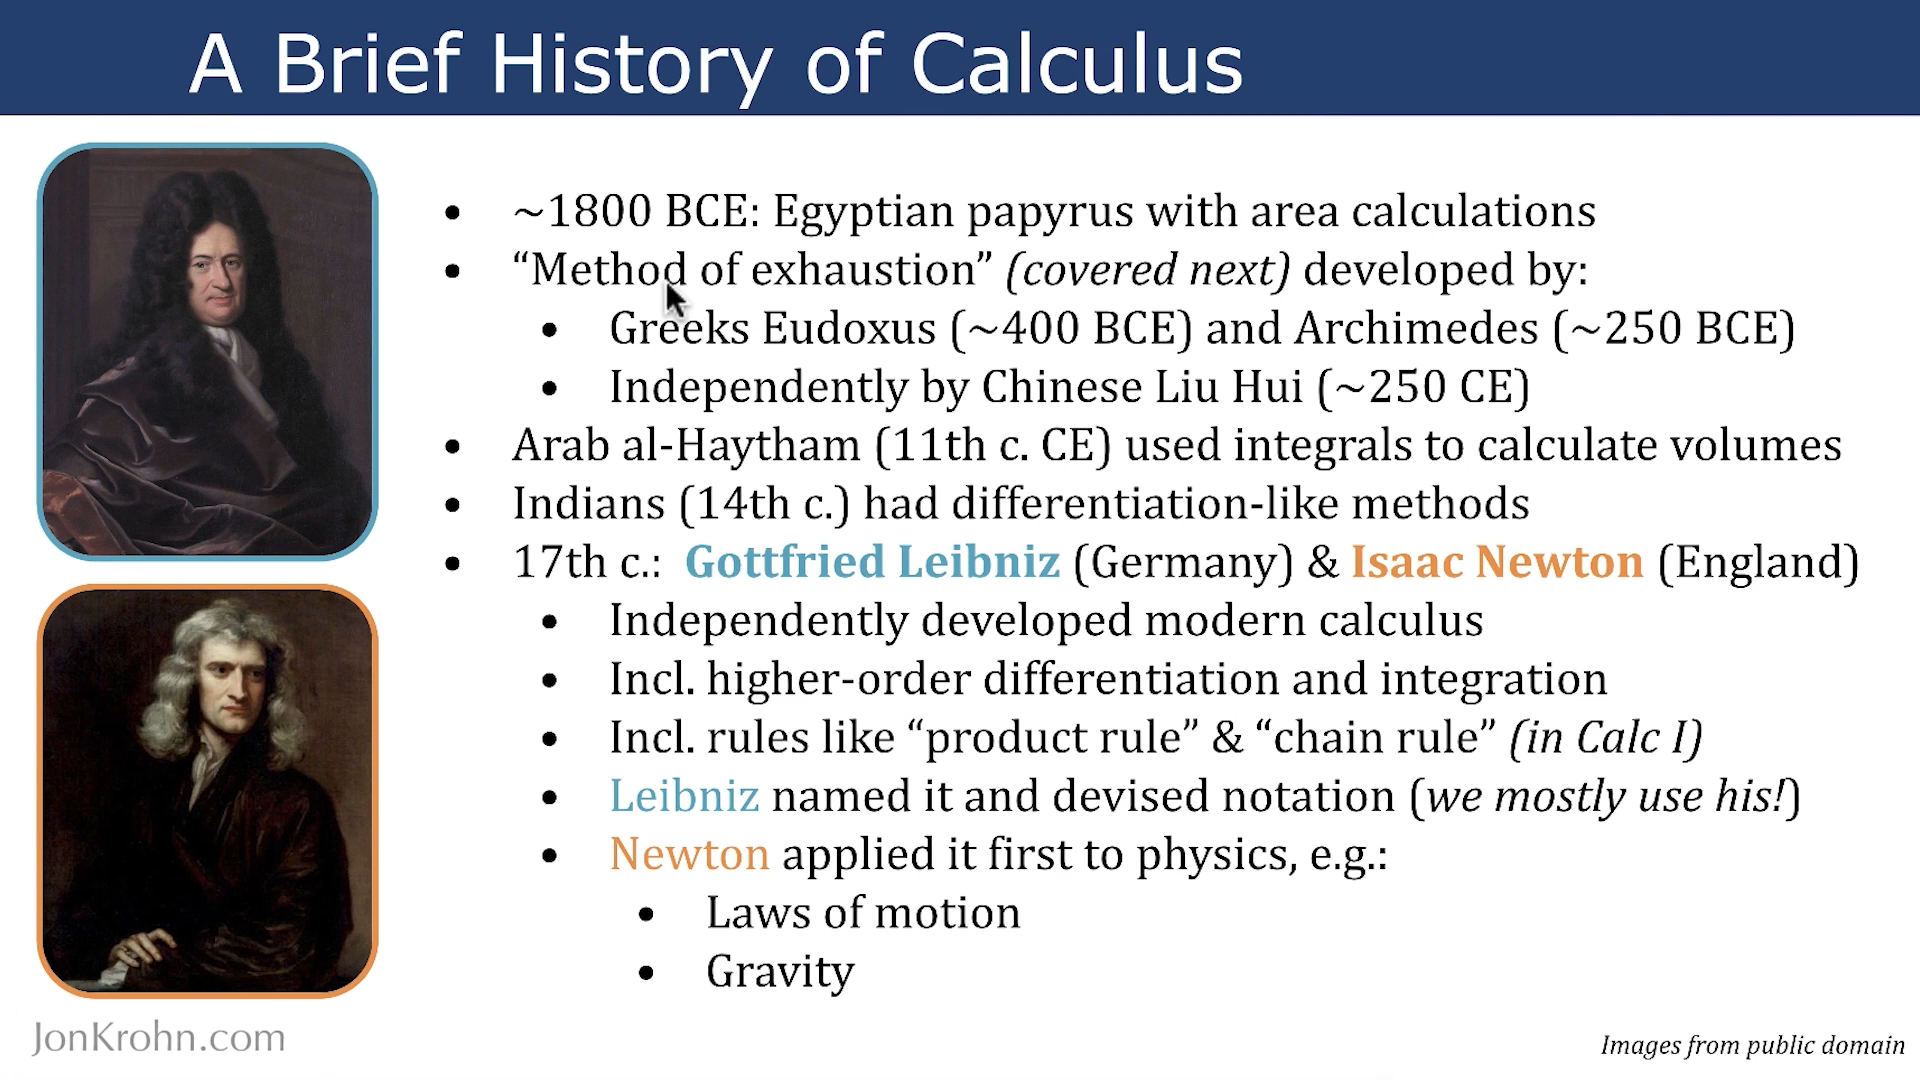 A Brief History of Calculus
• ~1800 BCE: Egyptian papyrus with area calculations
• “Method of exhaustion” (covered next) developed by:
• Greeks Eudoxus (~400 BCE) and Archimedes (~250 BCE)
• Independently by Chinese Liu Hui (~250 CE)
• Arab al-Haytham (11th c. CE) used integrals to calculate volumes
• Indians (14th c.) had differentiation-like methods
• 17th c.: Gottfried Leibniz (Germany) & Isaac Newton (England)
• Independently developed modern calculus
• Incl. higher-order differentiation and integration
• Incl. rules like “product rule” & “chain rule” (in Calc I)
• Leibniz named it and devised notation (we mostly use his!)
• Newton applied it first to physics, e.g.:
• Laws of motion
• Gravity
JonKrohn.com
Images from public domain